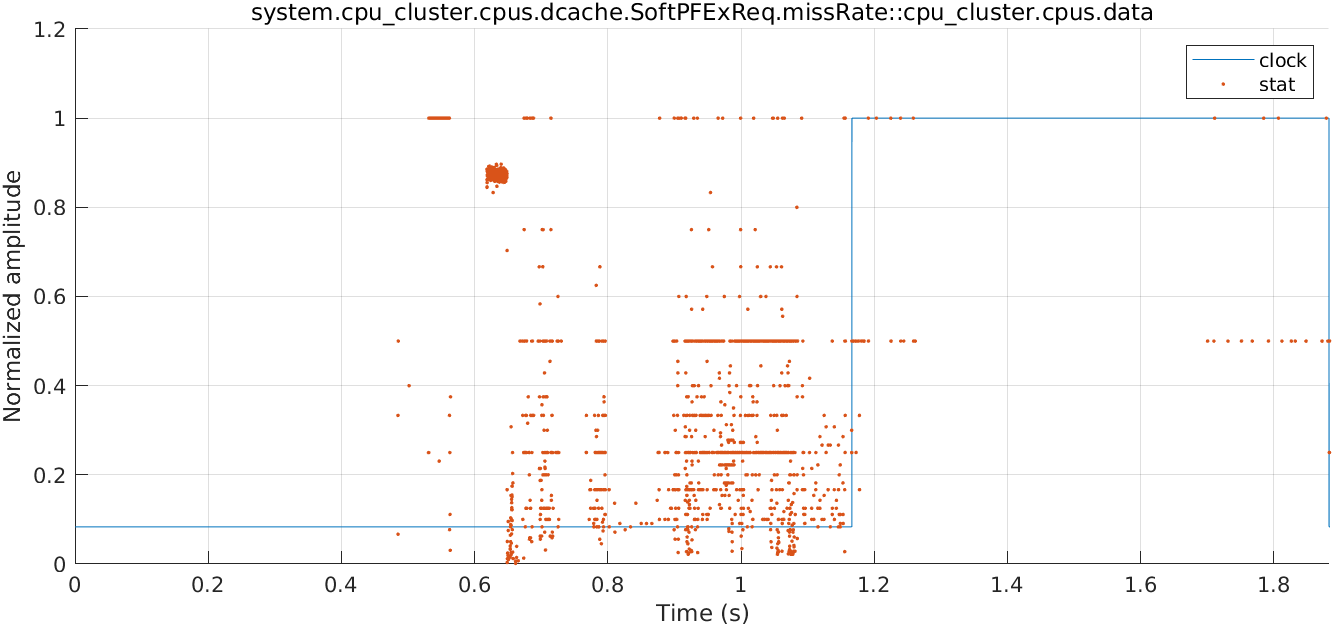 system.cpu_cluster.cpus.dcache.SoftPFExReq.missRate::cpu_cluster.cpus.data
1.2
1
0.8
0.6
0.4
0.2
0
Normalized amplitude
clock
stat
0 0.2 0.4 0.6 0.8 1 1.2 1.4 1.6 1.8
Time (s)